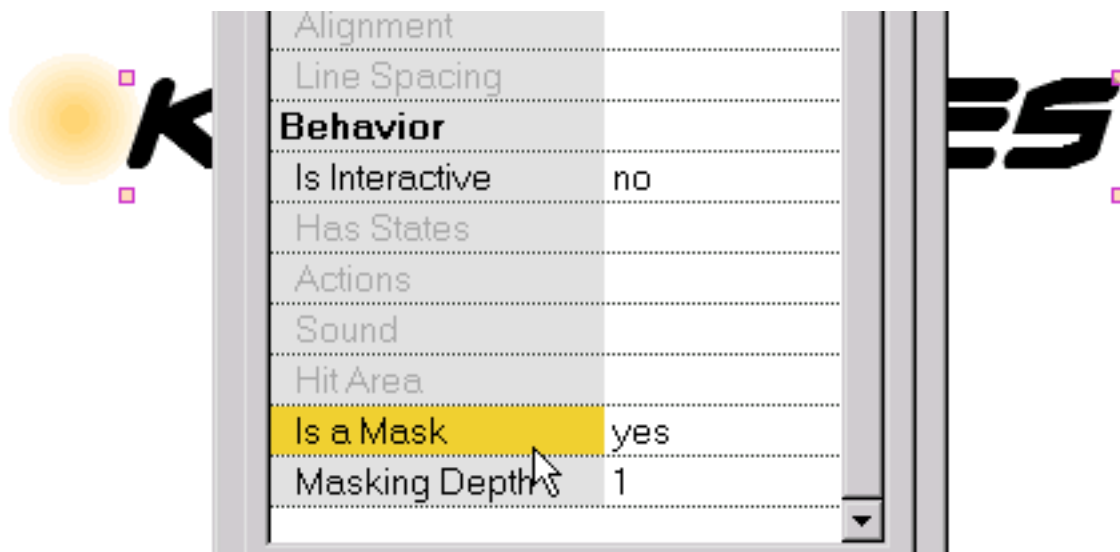 Alignment
Line Spacing
Behavior
Is Interactive no
Has States
Actions
Sound
Hit Area
Is a Mask yes
Masking Depth 1